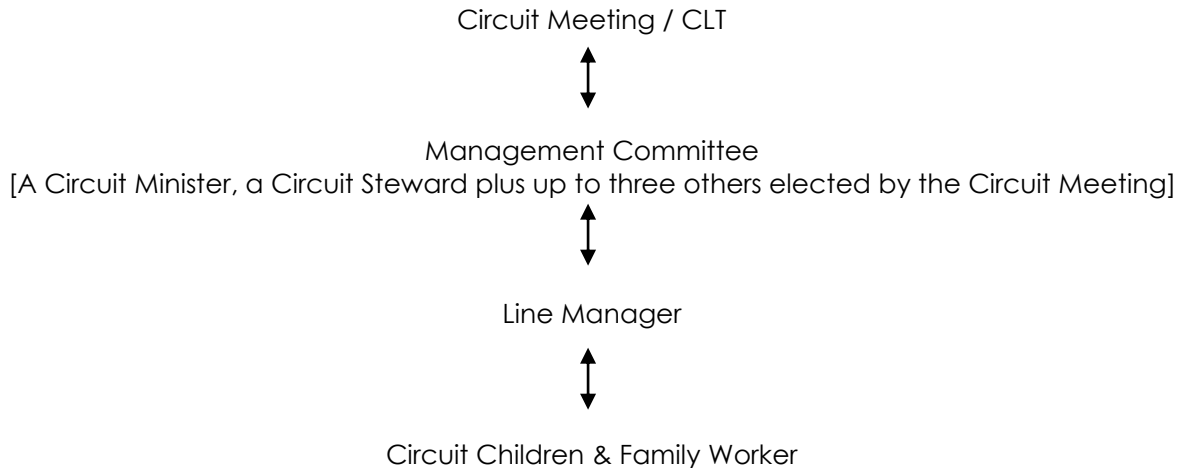 Circuit Meeting / CLT
Management Committee
[A Circuit Minister, a Circuit Steward plus up to three others elected by the Circuit Meeting]
Line Manager
Circuit Children & Family Worker